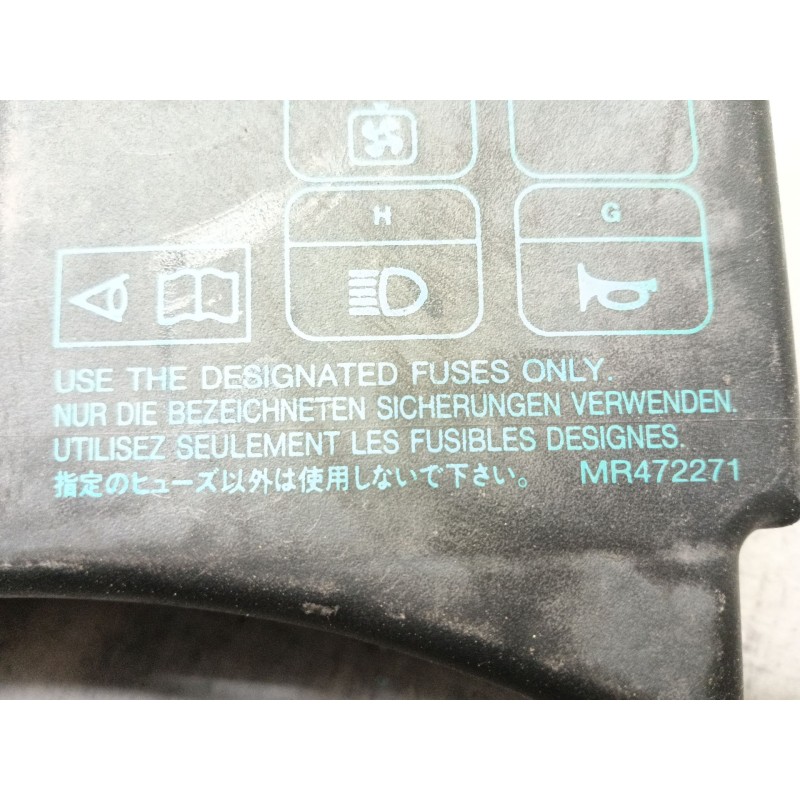 H G
USE THE DESIGNATED FUSES ONLY.
NUR DIE BEZEICHNETEN SICHERUNGEN VERWENDEN.
UTILISEZ SEULEMENT LES FUSIBLES DESIGNES.
指定のヒューズ以外は使用しないで下さい。 MR472271